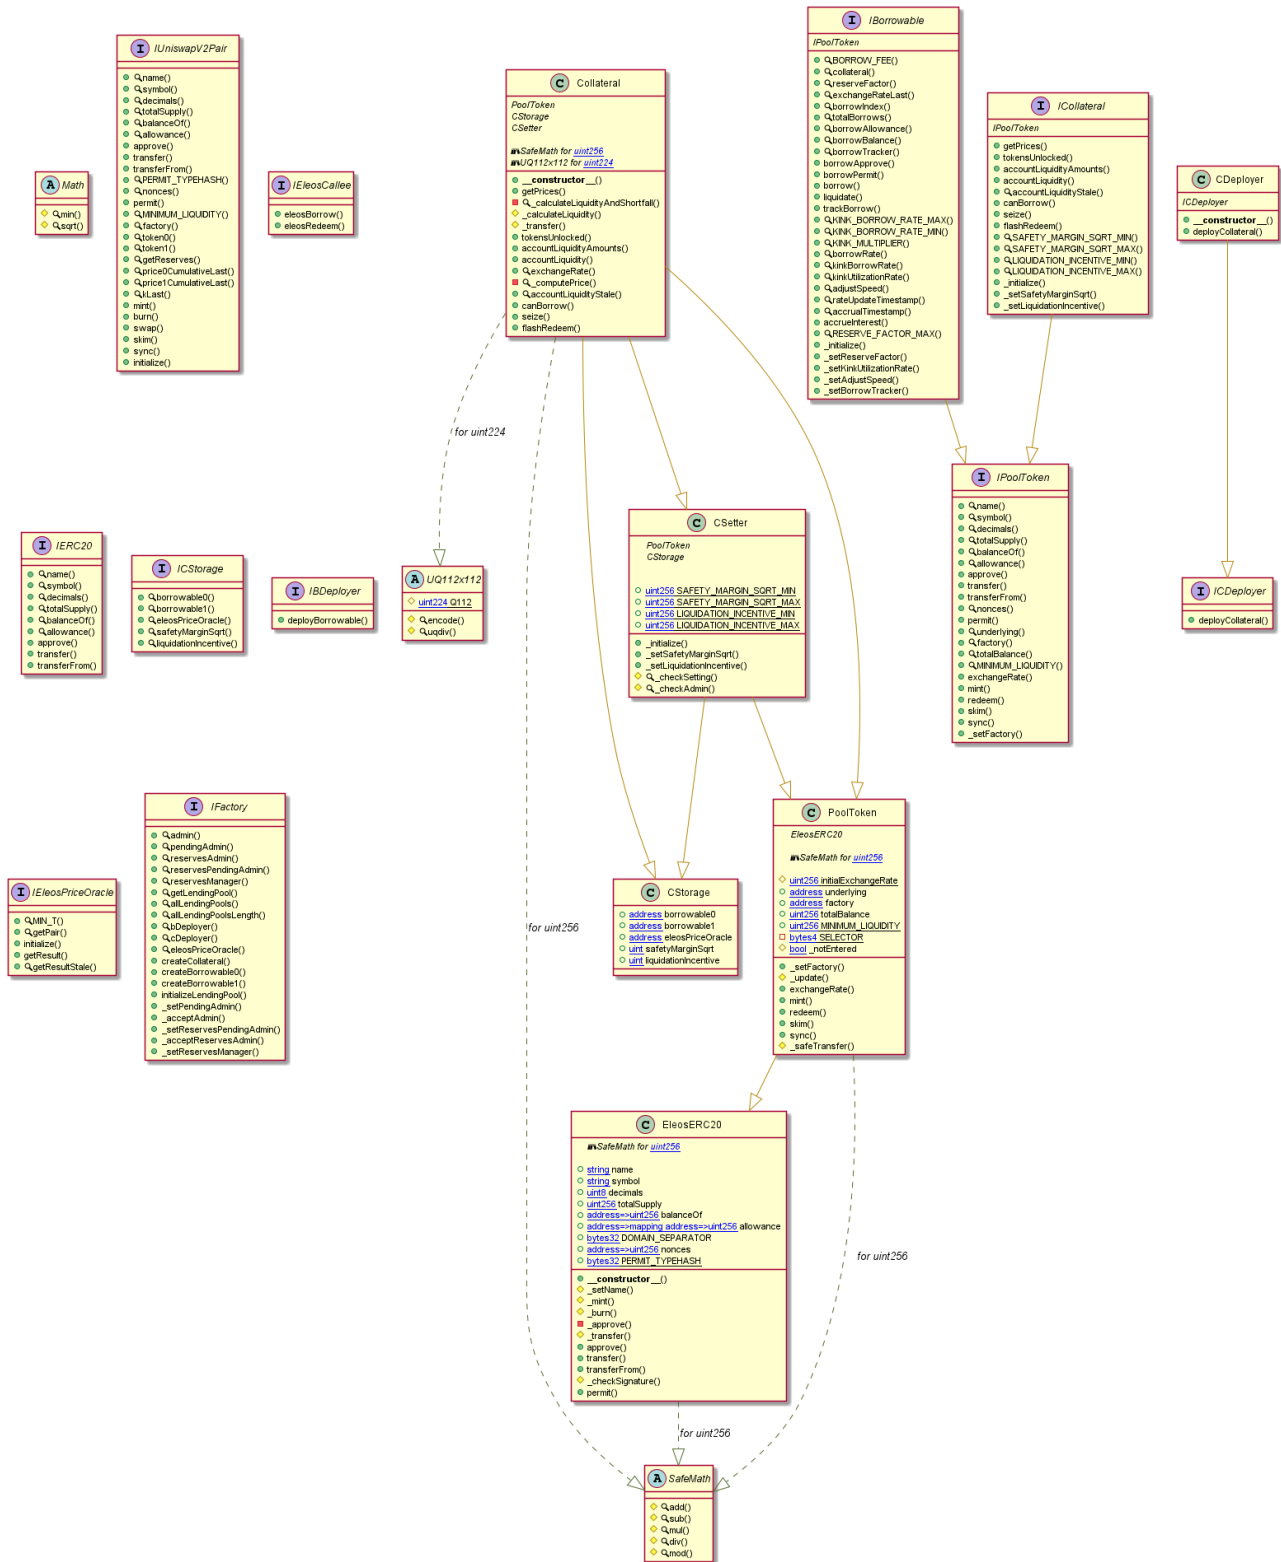 I IUniswapV2Pair
name()
symbol()
decimals()
totalSupply()
balanceOf()
allowance()
approve()
transfer()
transferFrom()
PERMIT_TYPEHASH()
nonces()
permit()
MINIMUM_LIQUIDITY()
factory()
token0()
token1()
getReserves()
price0CumulativeLast()
price1CumulativeLast()
kLast()
mint()
burn()
swap()
skim()
sync()
initialize()
A Math
min()
sqrt()
I IEleosCallee
eleosBorrow()
eleosRedeem()
C Collateral
PoolToken
CStorage
CSetter
SafeMath for uint256
UQ112x112 for uint224
__constructor__()
getPrices()
_calculateLiquidityAndShortfall()
_calculateLiquidity()
_transfer()
tokensUnlocked()
accountLiquidityAmounts()
accountLiquidity()
exchangeRate()
_computePrice()
accountLiquidityStale()
canBorrow()
seize()
flashRedeem()
I IBorrowable
IPoolToken
BORROW_FEE()
collateral()
reserveFactor()
exchangeRateLast()
borrowIndex()
totalBorrows()
borrowAllowance()
borrowBalance()
borrowTracker()
borrowApprove()
borrowPermit()
borrow()
liquidate()
trackBorrow()
KINK_BORROW_RATE_MAX()
KINK_BORROW_RATE_MIN()
KINK_MULTIPLIER()
borrowRate()
kinkBorrowRate()
kinkUtilizationRate()
adjustSpeed()
rateUpdateTimestamp()
accrualTimestamp()
accrueInterest()
RESERVE_FACTOR_MAX()
_initialize()
_setReserveFactor()
_setKinkUtilizationRate()
_setAdjustSpeed()
_setBorrowTracker()
I ICollateral
IPoolToken
getPrices()
tokensUnlocked()
accountLiquidityAmounts()
accountLiquidity()
accountLiquidityStale()
canBorrow()
seize()
flashRedeem()
SAFETY_MARGIN_SQRT_MIN()
SAFETY_MARGIN_SQRT_MAX()
LIQUIDATION_INCENTIVE_MIN()
LIQUIDATION_INCENTIVE_MAX()
_initialize()
_setSafetyMarginSqrt()
_setLiquidationIncentive()
C CDeployer
ICDeployer
__constructor__()
deployCollateral()
for uint224
I IERC20
name()
symbol()
decimals()
totalSupply()
balanceOf()
allowance()
approve()
transfer()
transferFrom()
I ICStorage
borrowable0()
borrowable1()
eleosPriceOracle()
safetyMarginSqrt()
liquidationIncentive()
I IBDeployer
deployBorrowable()
A UQ112x112
uint224 Q112
encode()
uqdiv()
C CSetter
PoolToken
CStorage
uint256 SAFETY_MARGIN_SQRT_MIN
uint256 SAFETY_MARGIN_SQRT_MAX
uint256 LIQUIDATION_INCENTIVE_MIN
uint256 LIQUIDATION_INCENTIVE_MAX
_initialize()
_setSafetyMarginSqrt()
_setLiquidationIncentive()
_checkSetting()
_checkAdmin()
I IPoolToken
name()
symbol()
decimals()
totalSupply()
balanceOf()
allowance()
approve()
transfer()
transferFrom()
nonces()
permit()
underlying()
factory()
totalBalance()
MINIMUM_LIQUIDITY()
exchangeRate()
mint()
redeem()
skim()
sync()
_setFactory()
I ICDeployer
deployCollateral()
I IEleosPriceOracle
MIN_T()
getPair()
initialize()
getResult()
getResultStale()
I IFactory
admin()
pendingAdmin()
reservesAdmin()
reservesPendingAdmin()
reservesManager()
getLendingPool()
allLendingPools()
allLendingPoolsLength()
bDeployer()
cDeployer()
eleosPriceOracle()
createCollateral()
createBorrowable0()
createBorrowable1()
initializeLendingPool()
_setPendingAdmin()
_acceptAdmin()
_setReservesPendingAdmin()
_acceptReservesAdmin()
_setReservesManager()
for uint256
C CStorage
address borrowable0
address borrowable1
address eleosPriceOracle
uint safetyMarginSqrt
uint liquidationIncentive
C PoolToken
EleosERC20
SafeMath for uint256
uint256 initialExchangeRate
address underlying
address factory
uint256 totalBalance
uint256 MINIMUM_LIQUIDITY
bytes4 SELECTOR
bool _notEntered
_setFactory()
_update()
exchangeRate()
mint()
redeem()
skim()
sync()
_safeTransfer()
C EleosERC20
SafeMath for uint256
string name
string symbol
uint8 decimals
uint256 totalSupply
address=>uint256 balanceOf
address=>mapping address=>uint256 allowance
bytes32 DOMAIN_SEPARATOR
address=>uint256 nonces
bytes32 PERMIT_TYPEHASH
__constructor__()
_setName()
_mint()
_burn()
_approve()
_transfer()
approve()
transfer()
transferFrom()
_checkSignature()
permit()
for uint256
for uint256
A SafeMath
add()
sub()
mul()
div()
mod()